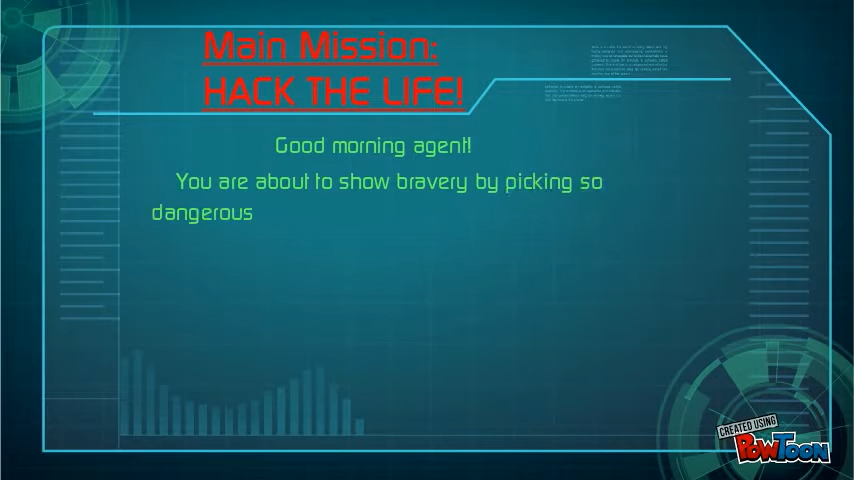 Main Mission:
HACK THE LIFE!
Good morning agent!
You are about to show bravery by picking so
dangerous
CREATED USING
POWTOON